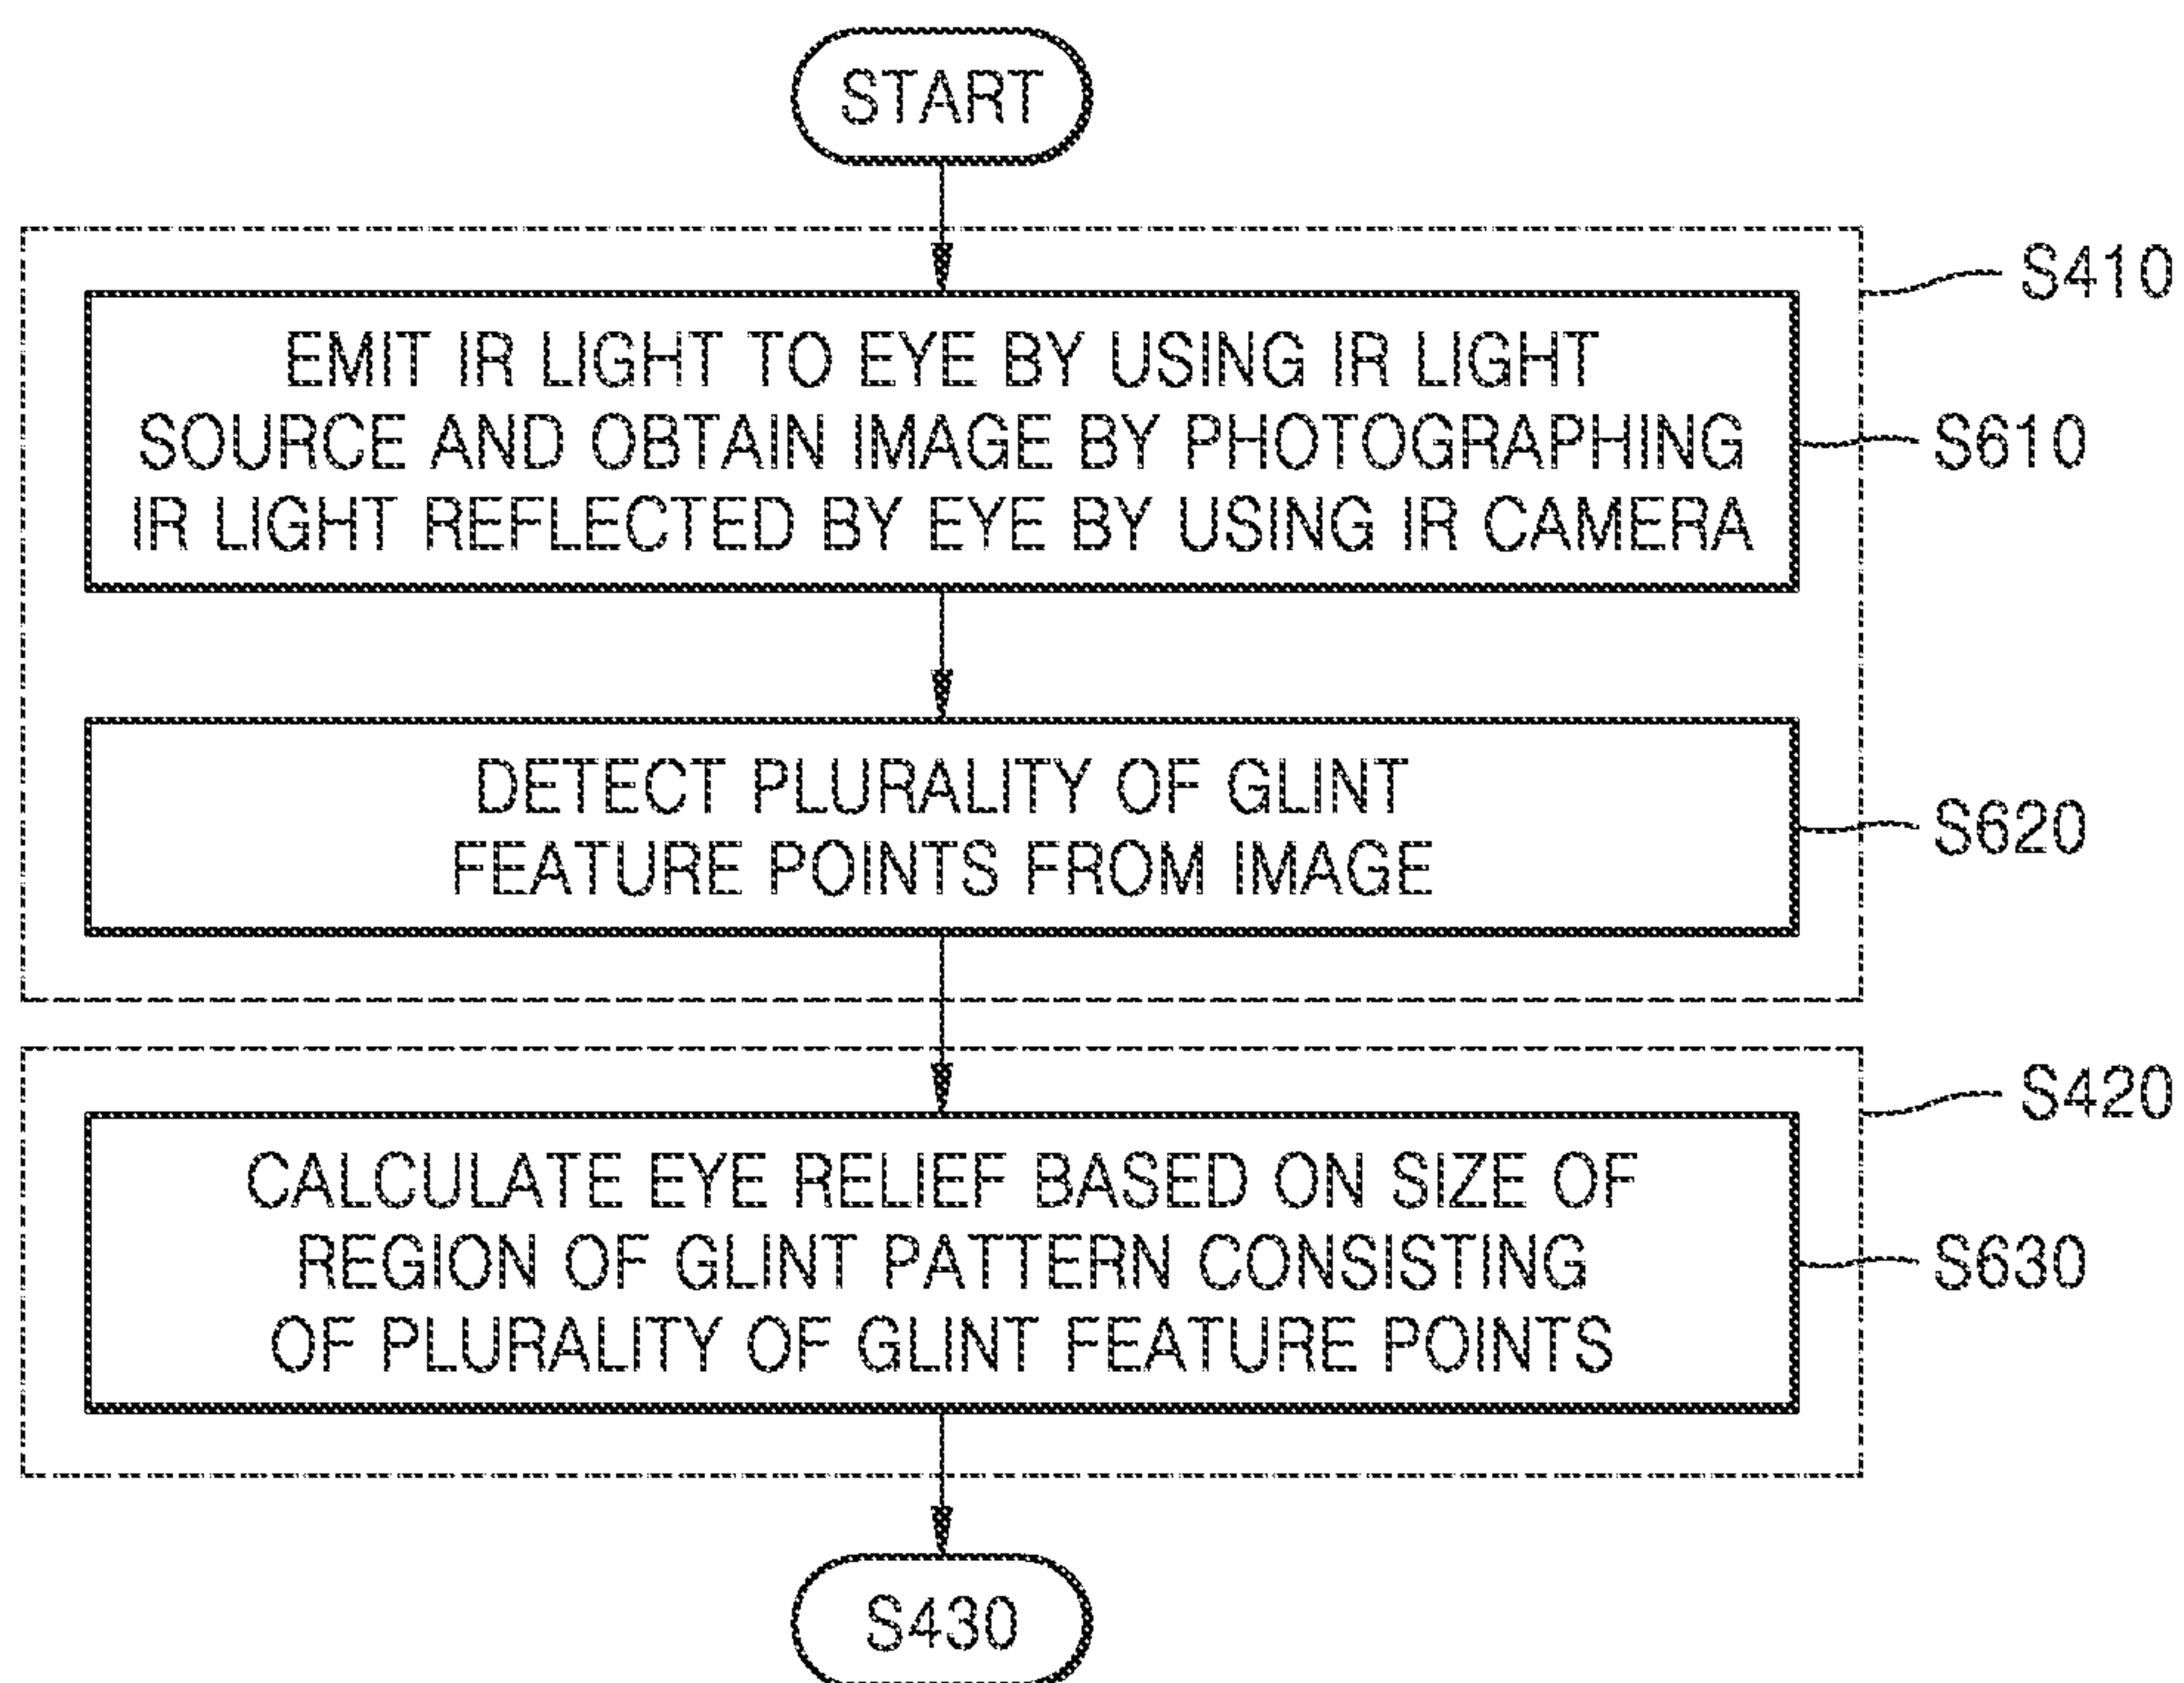 START
S410
EMIT IR LIGHT TO EYE BY USING IR LIGHT
SOURCE AND OBTAIN IMAGE BY PHOTOGRAPHING
IR LIGHT REFLECTED BY EYE BY USING IR CAMERA
S610
DETECT PLURALITY OF GLINT
FEATURE POINTS FROM IMAGE
S620
S420
CALCULATE EYE RELIEF BASED ON SIZE OF
REGION OF GLINT PATTERN CONSISTING
OF PLURALITY OF GLINT FEATURE POINTS
S630
S430